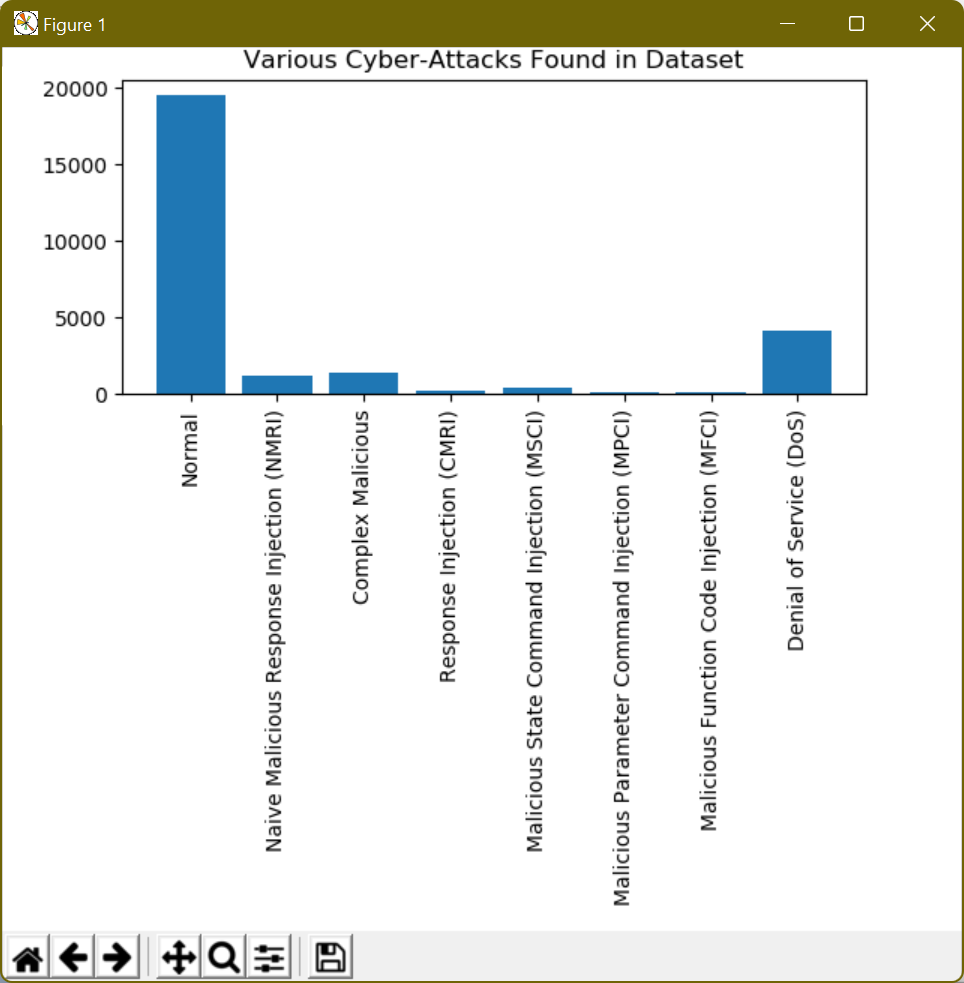 Figure 1
Various Cyber-Attacks Found in Dataset
20000
15000
10000
5000
0
Normal
Naive Malicious Response Injection (NMRI)
Complex Malicious
Response Injection (CMRI)
Malicious State Command Injection (MSCI)
Malicious Parameter Command Injection (MPCI)
Malicious Function Code Injection (MFCI)
Denial of Service (DoS)